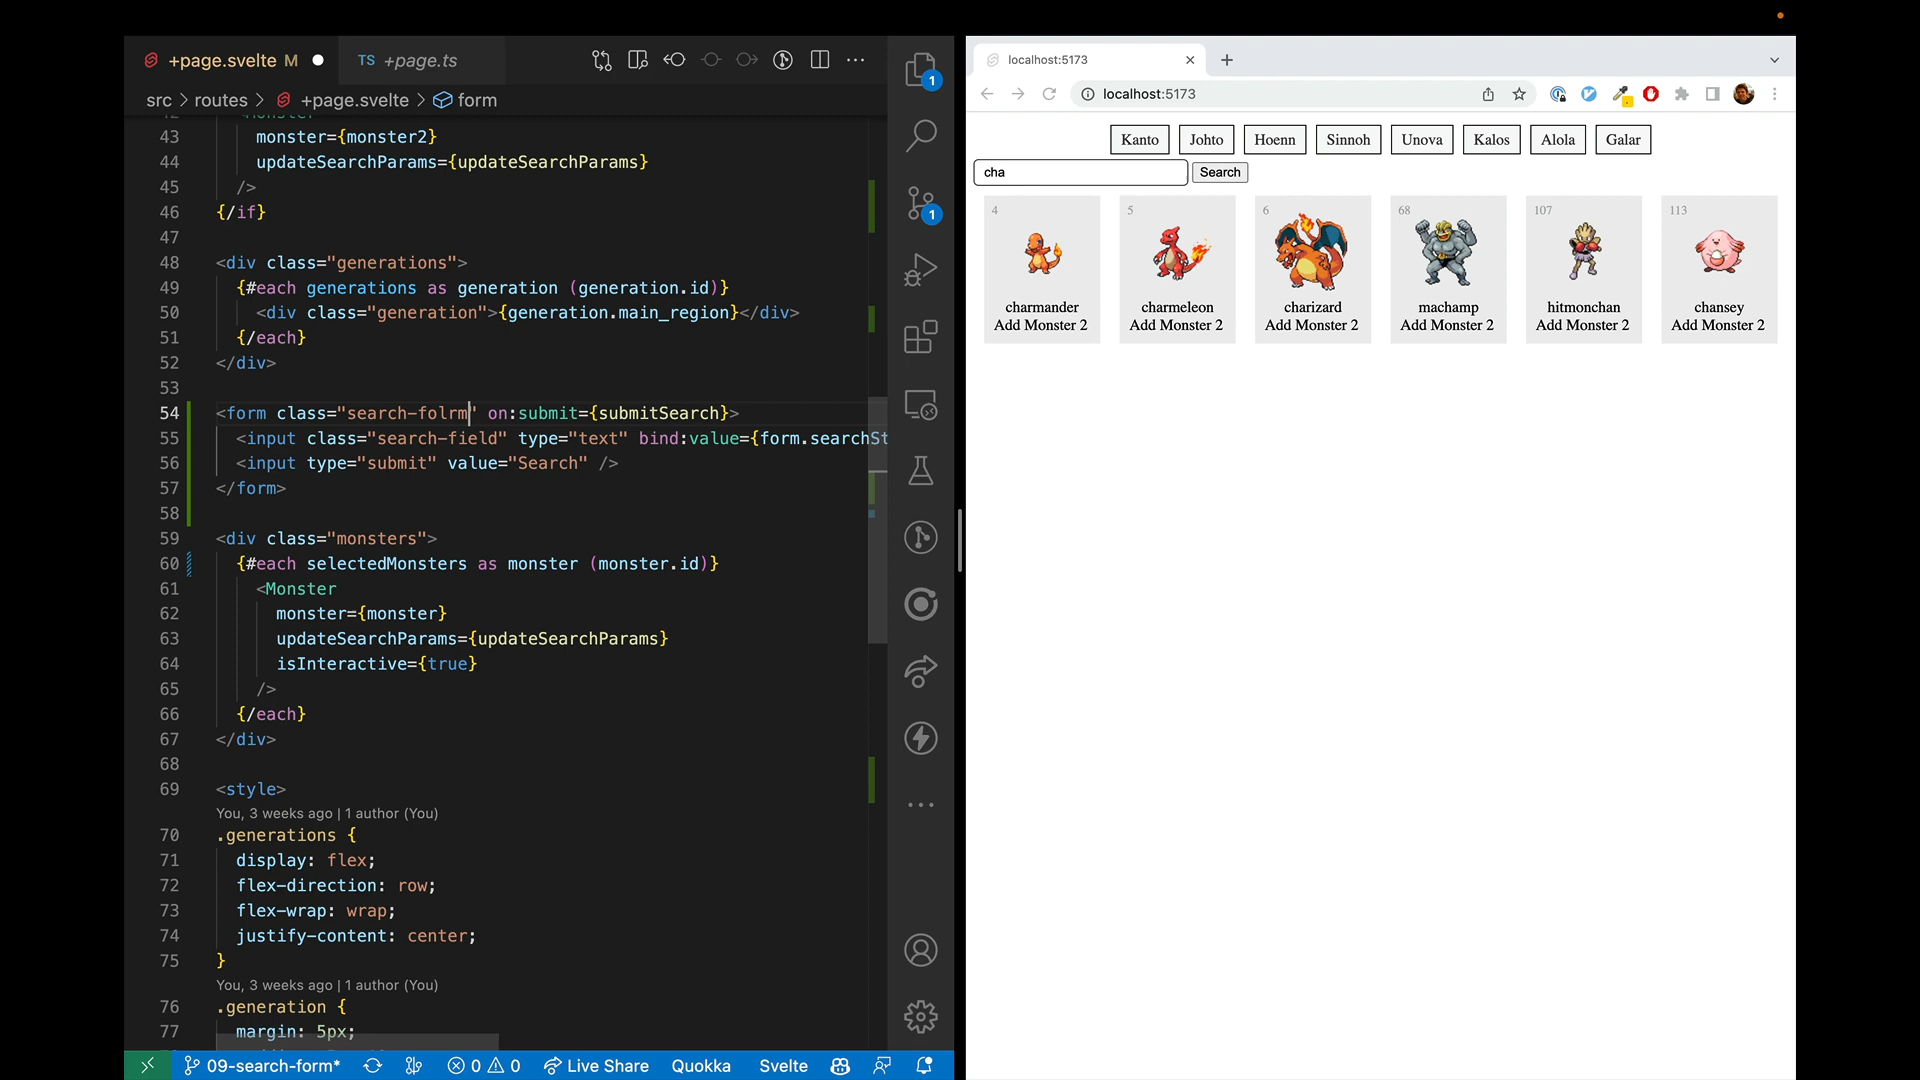 +page.svelte M
TS +page.ts
src > routes > +page.svelte > form
43 monster={monster2}
44 updateSearchParams={updateSearchParams}
45 />
46 {/if}
47
48 <div class="generations">
49 {#each generations as generation (generation.id)}
50 <div class="generation">{generation.main_region}</div>
51 {/each}
52 </div>
53
54 <form class="search-folrm" on:submit={submitSearch}>
55 <input class="search-field" type="text" bind:value={form.searchSt
56 <input type="submit" value="Search" />
57 </form>
58
59 <div class="monsters">
60 {#each selectedMonsters as monster (monster.id)}
61 <Monster
62 monster={monster}
63 updateSearchParams={updateSearchParams}
64 isInteractive={true}
65 />
66 {/each}
67 </div>
68
69 <style>
You, 3 weeks ago | 1 author (You)
70 .generations {
71 display: flex;
72 flex-direction: row;
73 flex-wrap: wrap;
74 justify-content: center;
75 }
You, 3 weeks ago | 1 author (You)
76 .generation {
77 margin: 5px;
09-search-form* 0 0 Live Share Quokka Svelte
1
1
localhost:5173
localhost:5173
Kanto Johto Hoenn Sinnoh Unova Kalos Alola Galar
cha Search
4 5 6 68 107 113
charmander charmeleon charizard machamp hitmonchan chansey
Add Monster 2 Add Monster 2 Add Monster 2 Add Monster 2 Add Monster 2 Add Monster 2